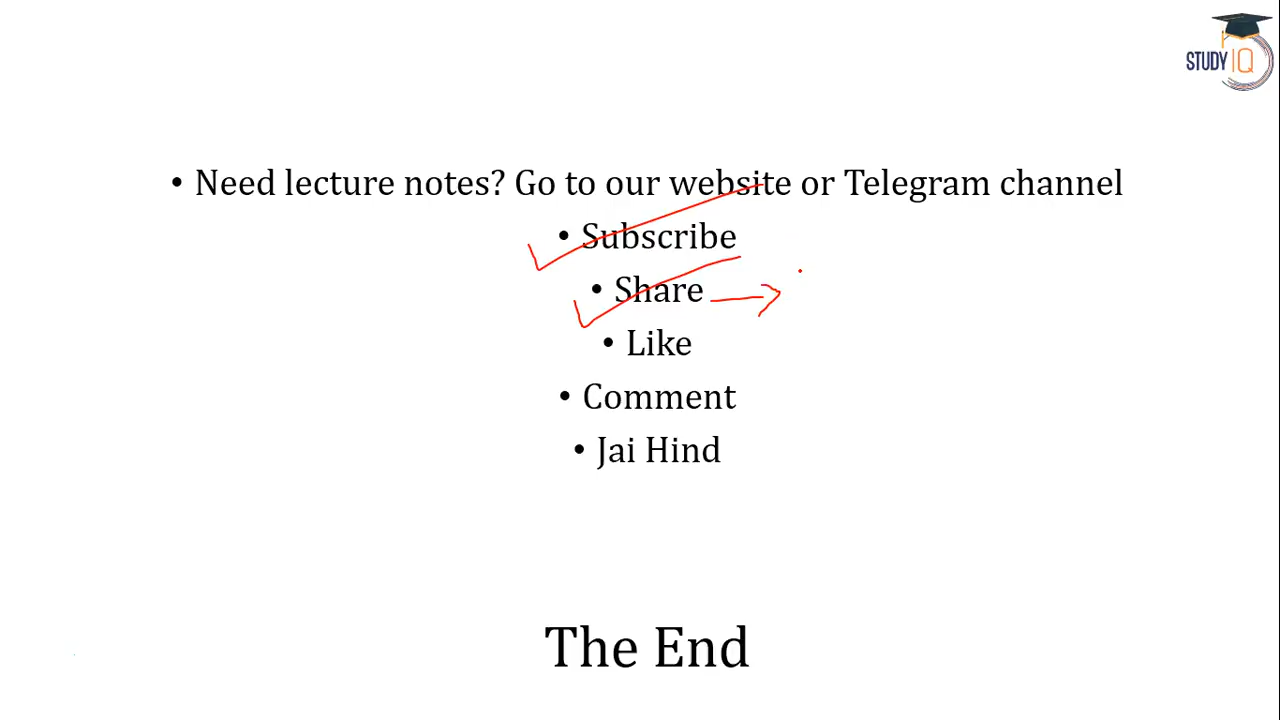 STUDY IQ
• Need lecture notes? Go to our website or Telegram channel
• Subscribe
• Share
• Like
• Comment
• Jai Hind
The End